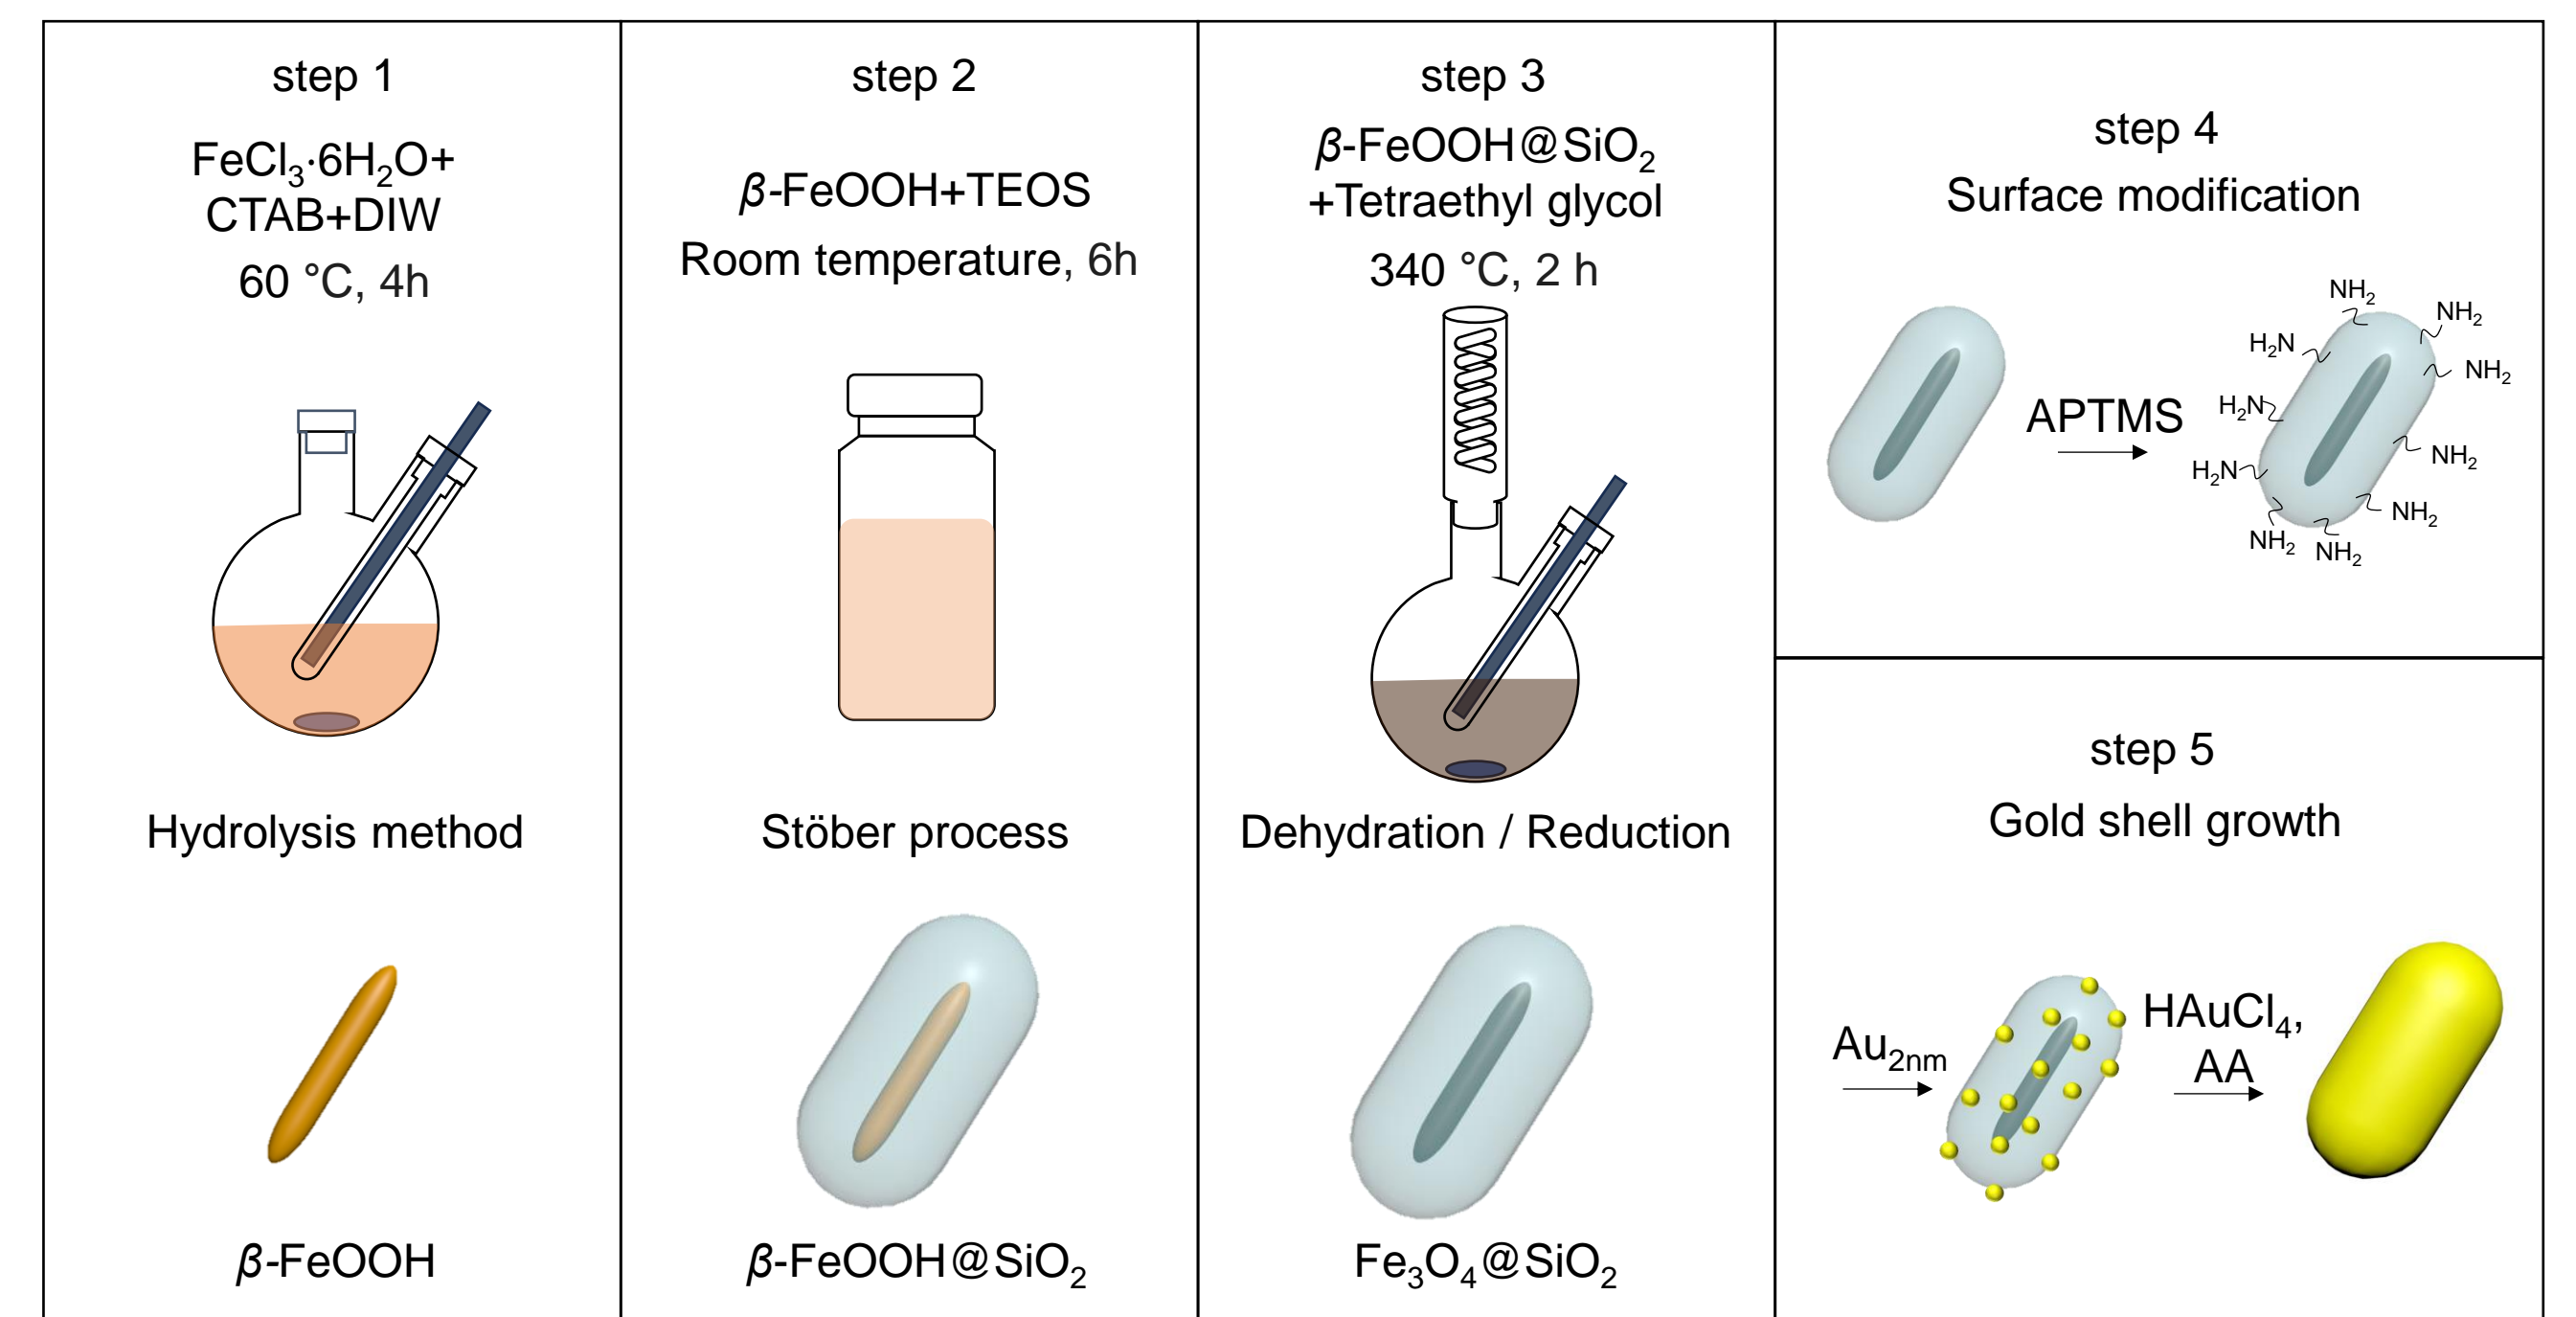 step 1
FeCl₃·6H₂O+
CTAB+DIW
60 °C, 4h
Hydrolysis method
β-FeOOH
step 2
β-FeOOH+TEOS
Room temperature, 6h
Stöber process
β-FeOOH@SiO₂
step 3
β-FeOOH@SiO₂
+Tetraethyl glycol
340 °C, 2 h
Dehydration / Reduction
Fe₃O₄@SiO₂
step 4
Surface modification
APTMS
NH₂
NH₂
H₂N
NH₂
H₂N
NH₂
H₂N
NH₂
NH₂
NH₂
step 5
Gold shell growth
Au₂ₙₘ
HAuCl₄,
AA